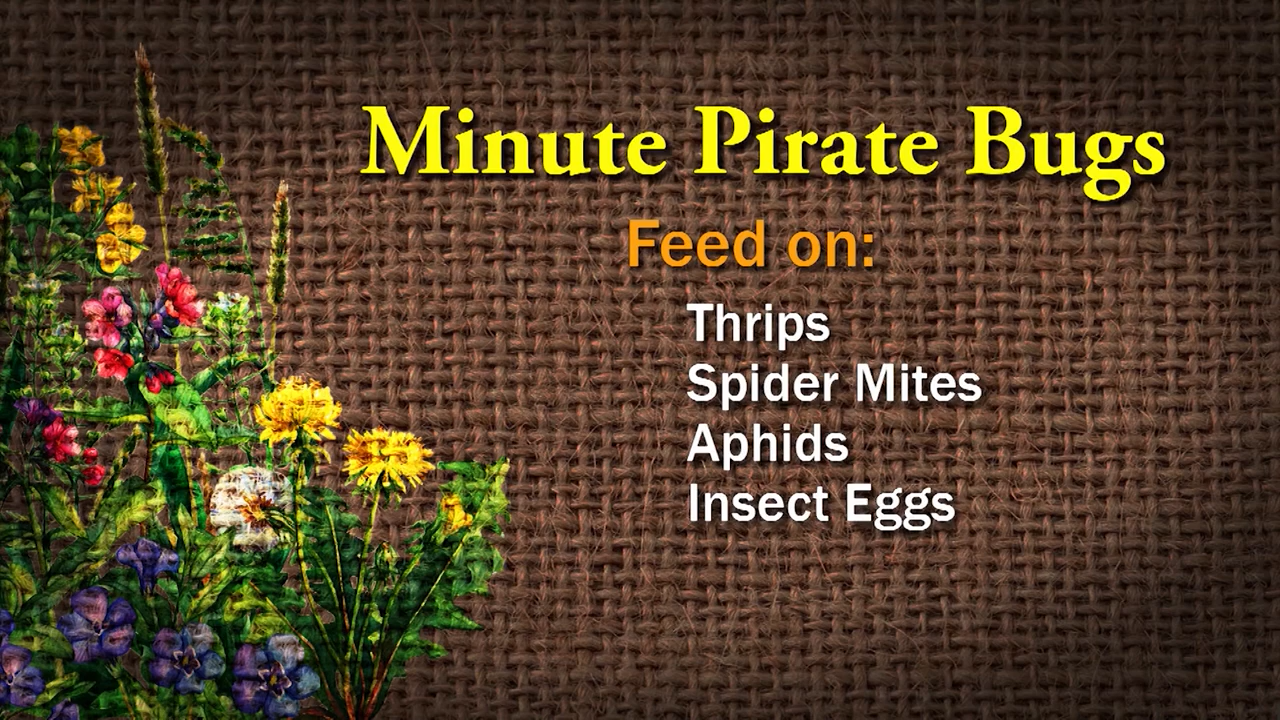 Minute Pirate Bugs
Feed on:
Thrips
Spider Mites
Aphids
Insect Eggs